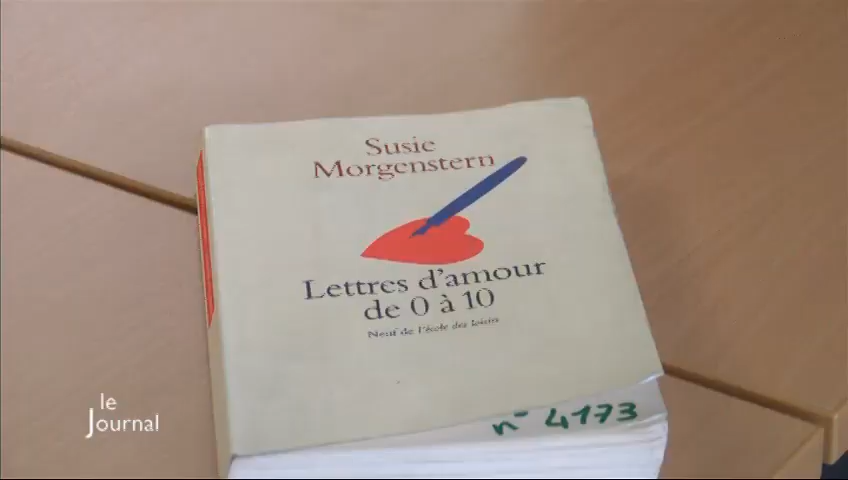 Susie
Morgenstern
Lettres d'amour
de 0 à 10
Neuf de l'école des loisirs
n° 4173
le
Journal